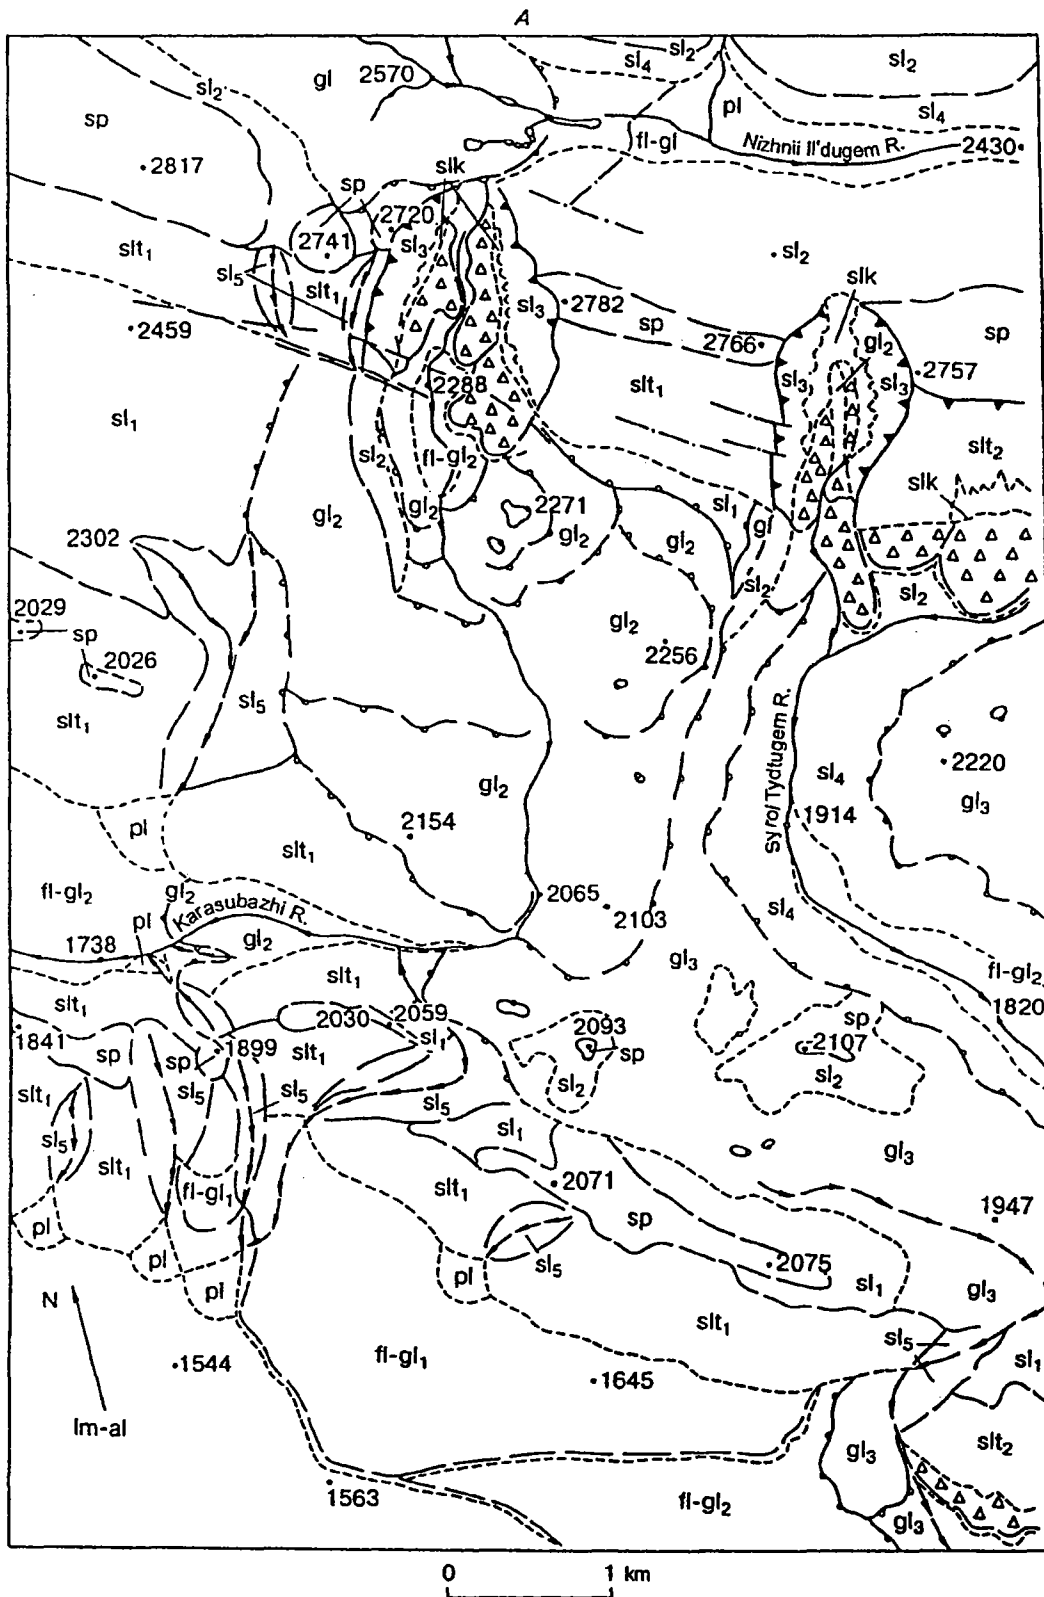 A
sl₂
sl₄
sl₂
gl
2570
sl₂
pl
sl₄
sp
fl-gl
Nizhnii Il'dugem R.
2430
2817
slk
sp
2720
2741
sl₃
slt₁
sl₂
sl₅
slt₁
slk
sl₃
2782
2459
sp
sp
2766
gl₂
2757
sl₃
sl₃
2288
slt₁
sl₁
slt₂
sl₂
fl-gl₂
slk
gl₂
gl₂
2271
sl₁
gl
gl₂
gl₂
2302
sl₂
sl₂
2029
gl₂
sp
2256
2026
sl₅
slt₁
Syrol Tydtugem R.
sl₄
2220
gl₂
gl₃
1914
pl
2154
slt₁
fl-gl₂
gl₂
2065
sl₄
2103
Karasubazhi R.
pl
gl₂
1738
gl₃
fl-gl₂
slt₁
slt₁
1820
2030
2059
2093
sp
1841
sp
sp
1899
slt₁
sl₁
sp
2107
slt₁
sl₅
sl₅
sl₂
sl₂
sl₅
sl₅
sl₁
gl₃
slt₁
slt₁
2071
fl-gl₁
sp
1947
pl
pl
sl₅
2075
pl
pl
sl₁
gl₃
N
slt₁
sl₅
1544
fl-gl₁
1645
sl₁
lm-al
gl₃
slt₂
1563
fl-gl₂
gl₃
0 1 km